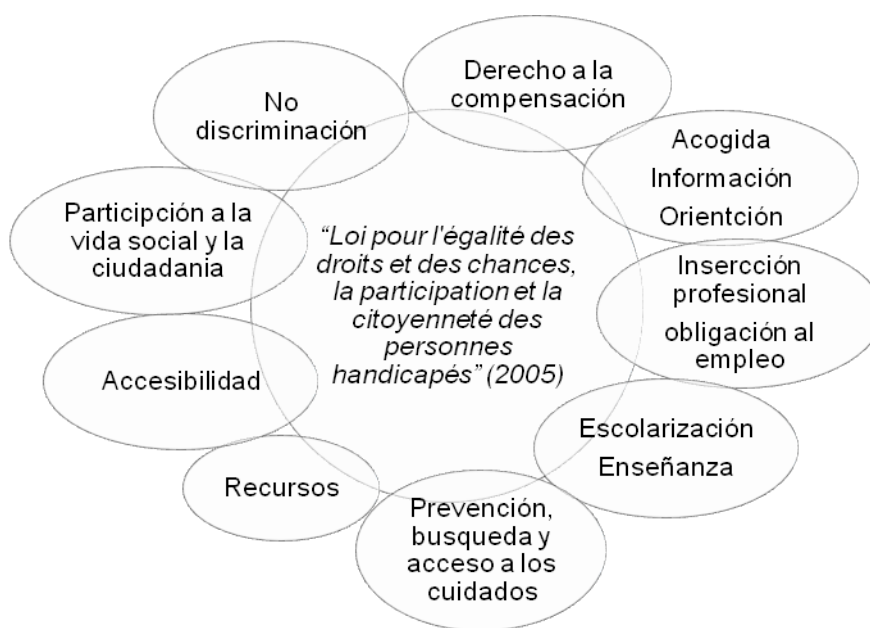 Derecho a la
compensación
No
discriminación
Acogida
Información
Orientción
Participción a la
vida social y la
ciudadania
“Loi pour l'égalité des
droits et des chances,
la participation et la
citoyenneté des
personnes
handicapés” (2005)
Insercción
profesional
obligación al
empleo
Accesibilidad
Escolarización
Enseñanza
Recursos
Prevención,
busqueda y
acceso a los
cuidados